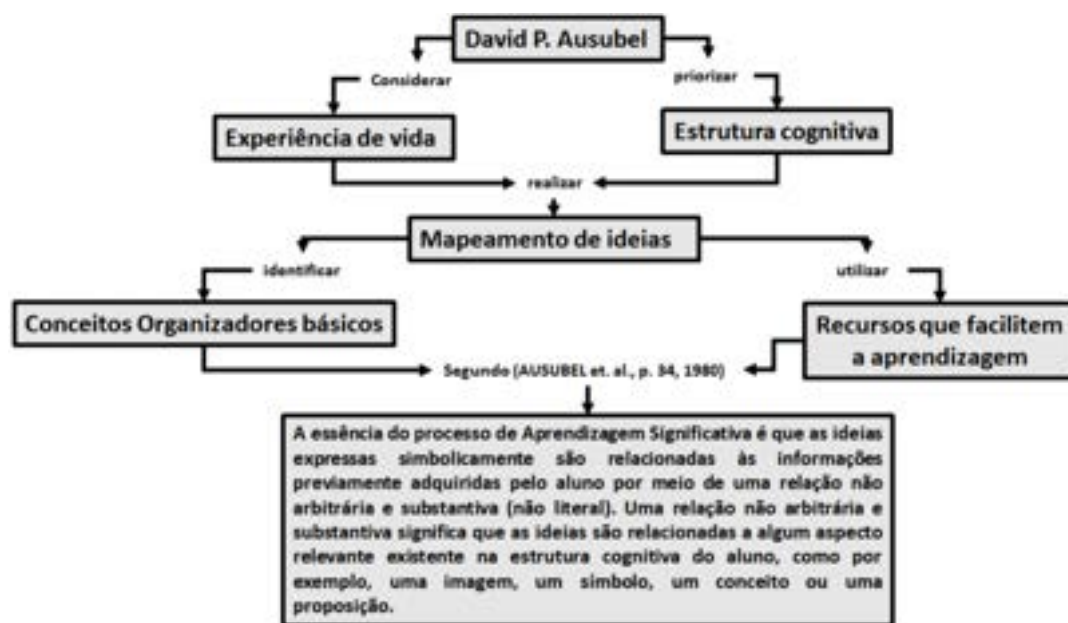 David P. Ausubel
Considerar
priorizar
Experiência de vida
Estrutura cognitiva
realizar
Mapeamento de ideias
identificar
utilizar
Conceitos Organizadores básicos
Recursos que facilitem
a aprendizagem
Segundo (AUSUBEL et. al., p. 34, 1980)
A essência do processo de Aprendizagem Significativa é que as ideias
expressas simbolicamente são relacionadas às informações
previamente adquiridas pelo aluno por meio de uma relação não
arbitrária e substantiva (não literal). Uma relação não arbitrária e
substantiva significa que as ideias são relacionadas a algum aspecto
relevante existente na estrutura cognitiva do aluno, como por
exemplo, uma imagem, um símbolo, um conceito ou uma
proposição.